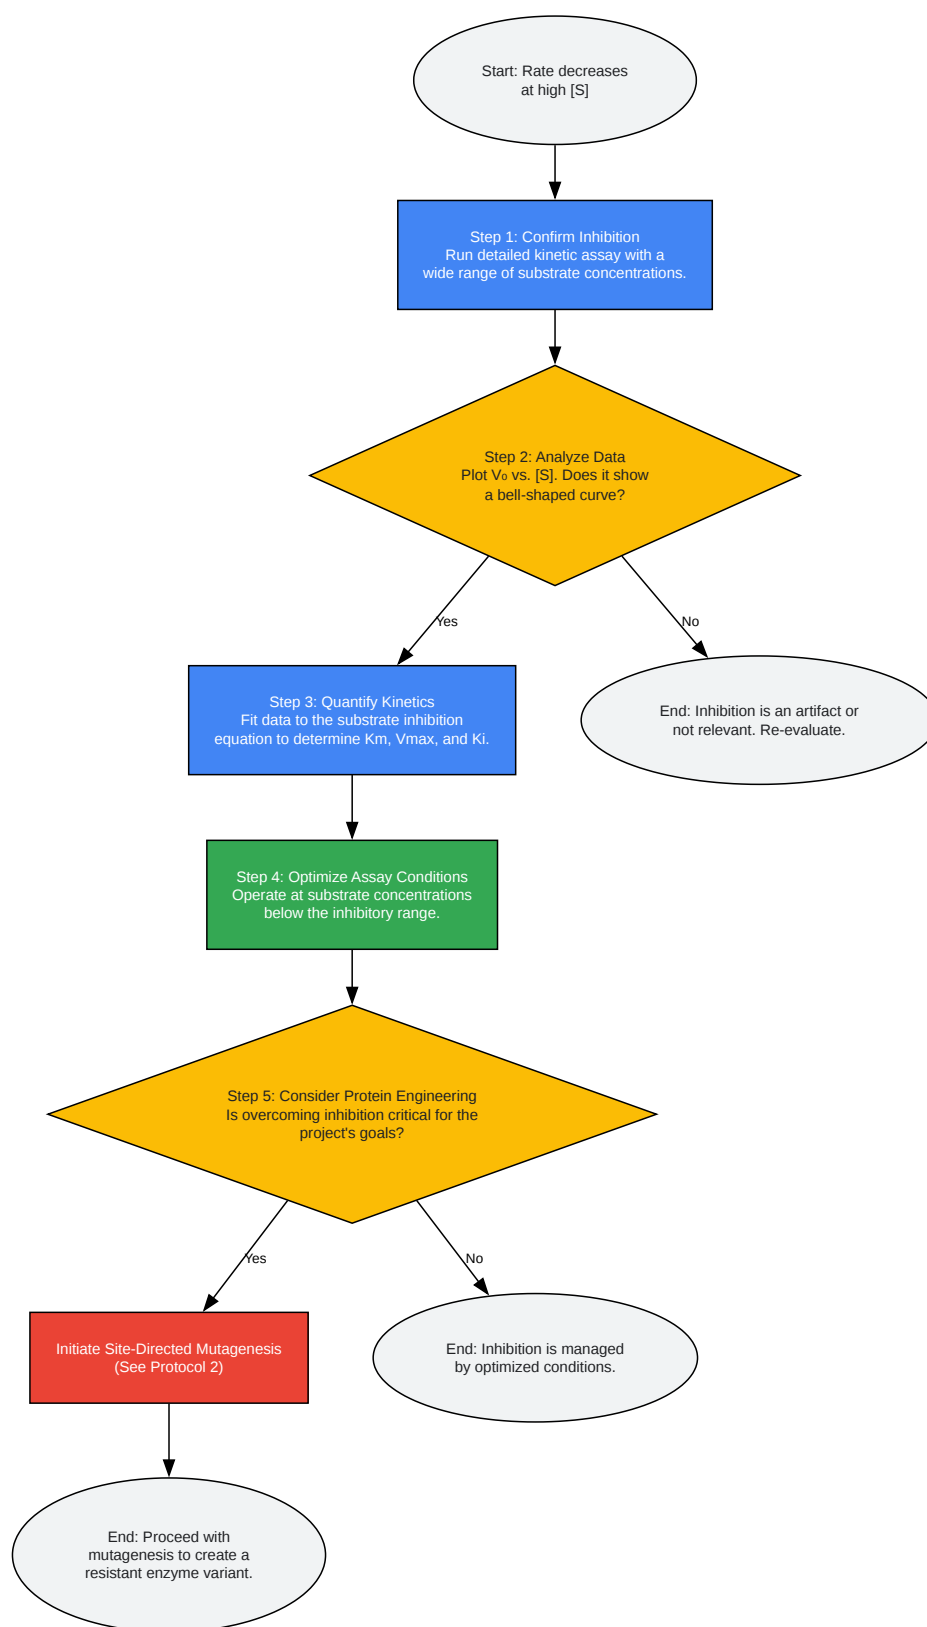 Start: Rate decreases
at high [S]
Step 1: Confirm Inhibition
Run detailed kinetic assay with a
wide range of substrate concentrations.
Step 2: Analyze Data
Plot V₀ vs. [S]. Does it show
a bell-shaped curve?
Yes
No
Step 3: Quantify Kinetics
Fit data to the substrate inhibition
equation to determine Km, Vmax, and Ki.
End: Inhibition is an artifact or
not relevant. Re-evaluate.
Step 4: Optimize Assay Conditions
Operate at substrate concentrations
below the inhibitory range.
Step 5: Consider Protein Engineering
Is overcoming inhibition critical for the
project's goals?
Yes
No
Initiate Site-Directed Mutagenesis
(See Protocol 2)
End: Inhibition is managed
by optimized conditions.
End: Proceed with
mutagenesis to create a
resistant enzyme variant.